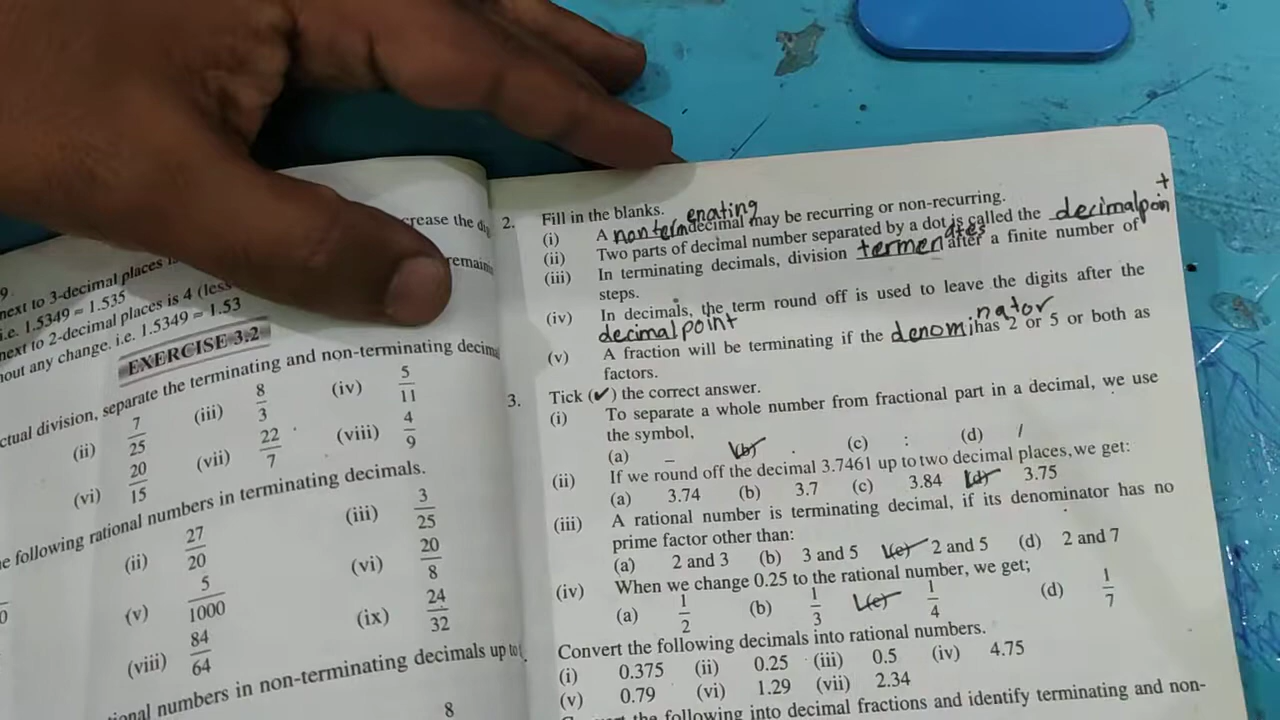 9
next to 3-decimal places
i.e. 1.5349 = 1.535
next to 2-decimal places is 4 (less
out any change. i.e. 1.5349 = 1.53
crease the
remain
EXERCISE 3.2
ctual division, separate the terminating and non-terminating decima
(ii) 7/25 (iii) 8/3 (iv) 5/11
(vi) 20/15 (vii) 22/7 (viii) 4/9
e following rational numbers in terminating decimals.
(ii) 27/20 (iii) 3/25
(v) 5/1000 (vi) 20/8
(viii) 84/64 (ix) 24/32
ional numbers in non-terminating decimals up to
8
2. Fill in the blanks.
(i) A nontermenating decimal may be recurring or non-recurring.
(ii) Two parts of decimal number separated by a dot is called the decimalpoint
(iii) In terminating decimals, division termenates after a finite number of
steps.
(iv) In decimals, the term round off is used to leave the digits after the
decimalpoint
(v) A fraction will be terminating if the denominator has 2 or 5 or both as
factors.
3. Tick (✓) the correct answer.
(i) To separate a whole number from fractional part in a decimal, we use
the symbol,
(a) – (b) . (c) : (d) /
(ii) If we round off the decimal 3.7461 up to two decimal places, we get:
(a) 3.74 (b) 3.7 (c) 3.84 (d) 3.75
(iii) A rational number is terminating decimal, if its denominator has no
prime factor other than:
(a) 2 and 3 (b) 3 and 5 (c) 2 and 5 (d) 2 and 7
(iv) When we change 0.25 to the rational number, we get;
(a) 1/2 (b) 1/3 (c) 1/4 (d) 1/7
Convert the following decimals into rational numbers.
(i) 0.375 (ii) 0.25 (iii) 0.5 (iv) 4.75
(v) 0.79 (vi) 1.29 (vii) 2.34
the following into decimal fractions and identify terminating and non-